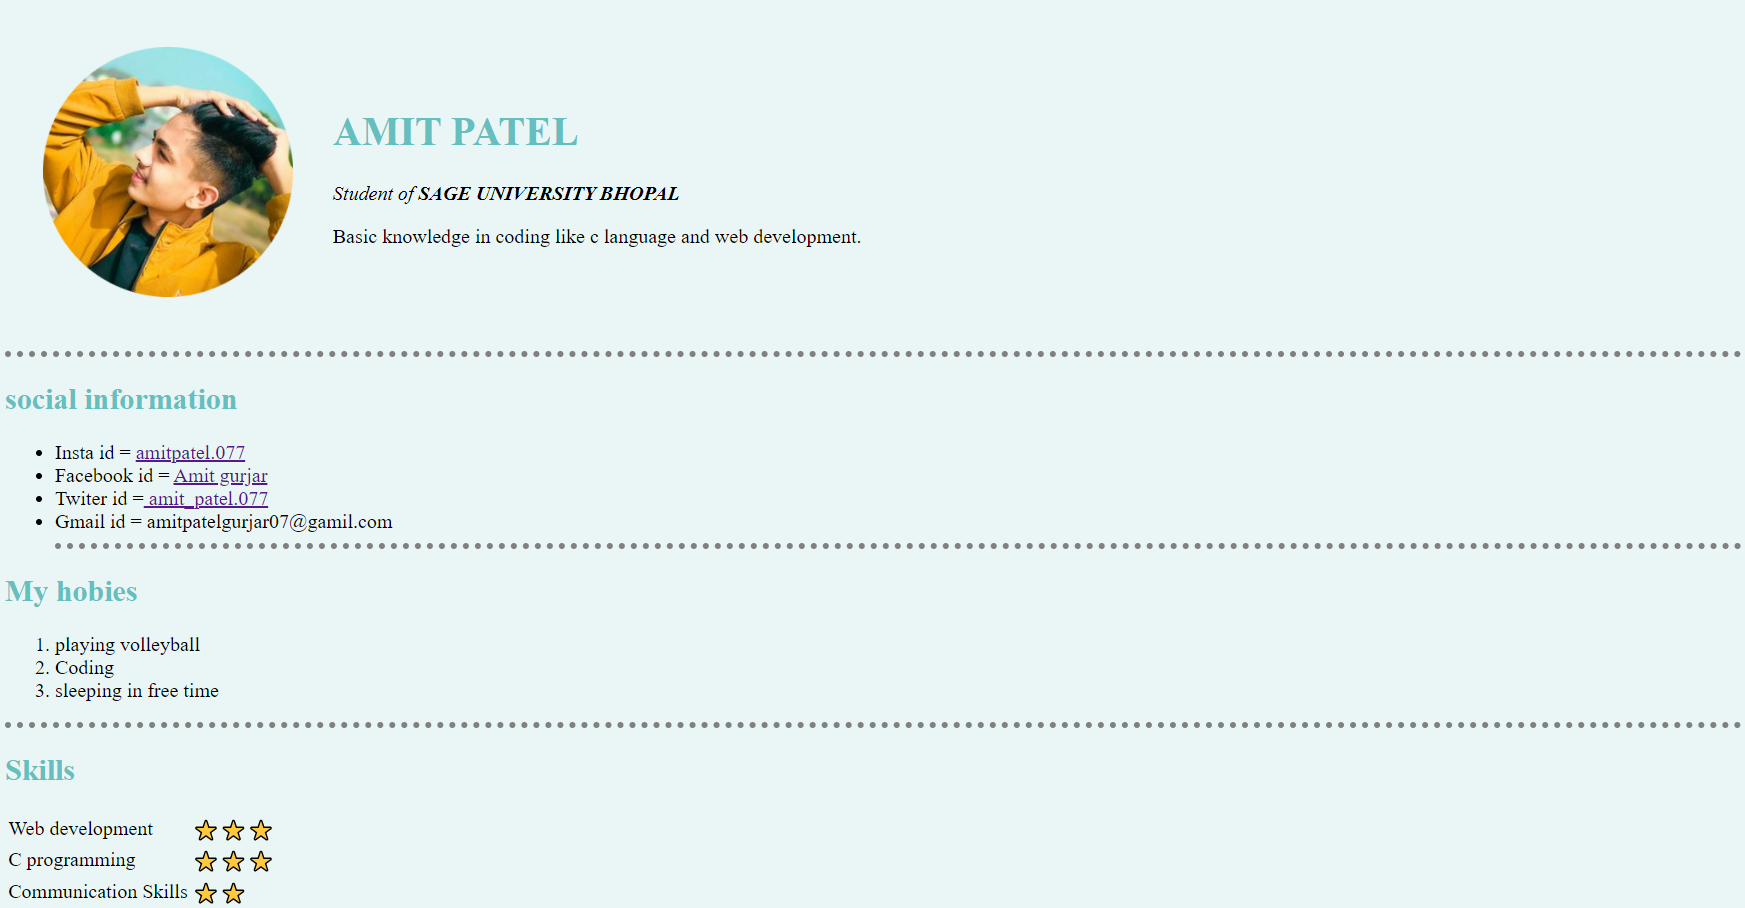 AMIT PATEL
Student of SAGE UNIVERSITY BHOPAL
Basic knowledge in coding like c language and web development.
social information
• Insta id = amitpatel.077
• Facebook id = Amit gurjar
• Twiter id = amit_patel.077
• Gmail id = amitpatelgurjar07@gamil.com
My hobies
1. playing volleyball
2. Coding
3. sleeping in free time
Skills
Web development
C programming
Communication Skills